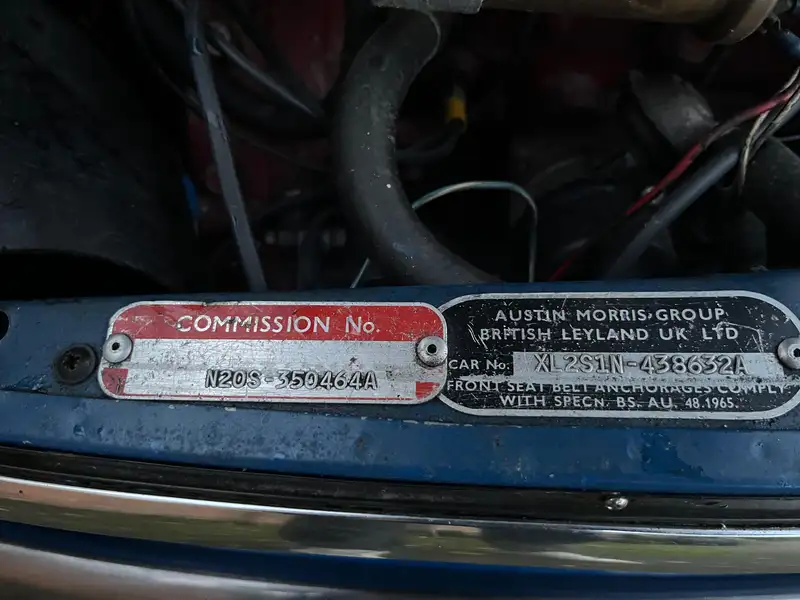 COMMISSION No.
N20S-350464A
AUSTIN MORRIS GROUP
BRITISH LEYLAND UK LTD
CAR No. XL2S1N-438632A
FRONT SEAT BELT ANCHORAGES COMPLY
WITH SPECN. BS. AU. 48.1965.